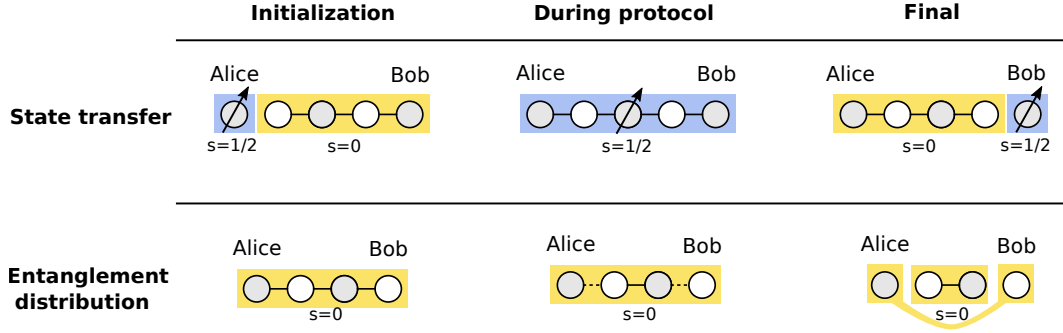 Initialization During protocol Final
Alice Bob Alice Bob Alice Bob
State transfer
s=1/2 s=0 s=1/2 s=0 s=1/2
Alice Bob Alice Bob Alice Bob
Entanglement
distribution
s=0 s=0 s=0